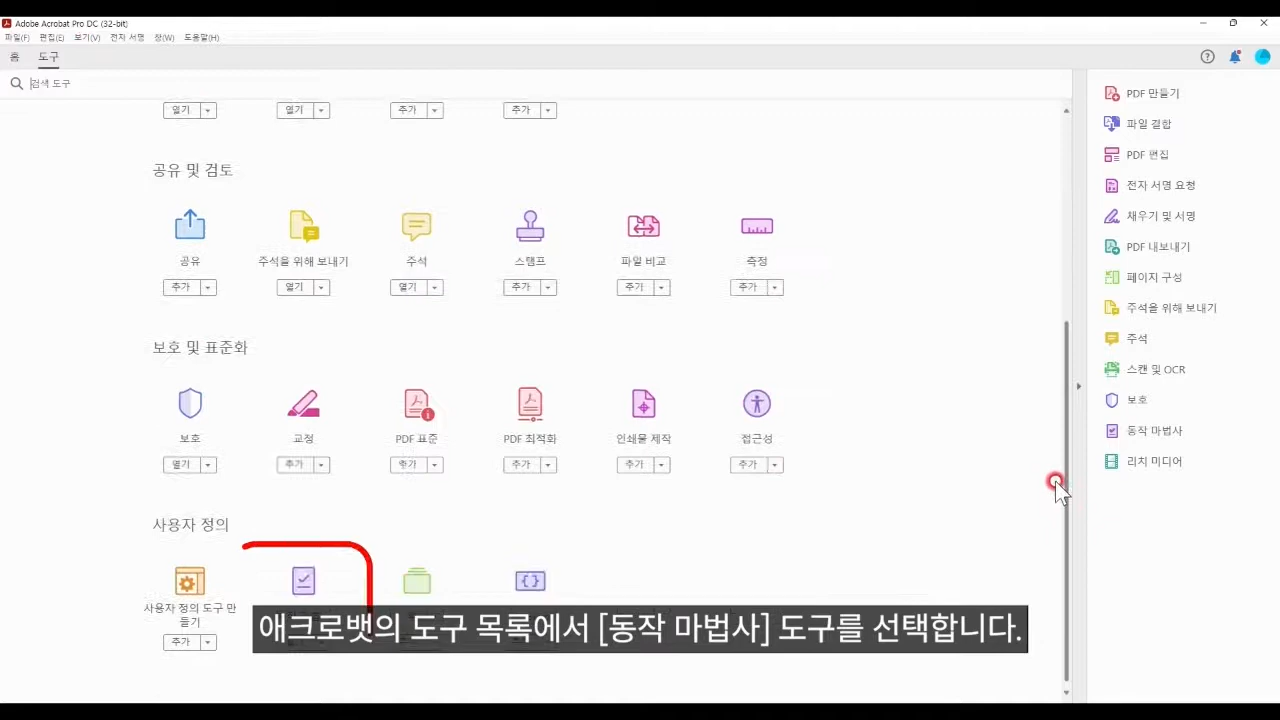 Adobe Acrobat Pro DC (32-bit)
파일(F) 편집(E) 보기(V) 전자 서명 창(W) 도움말(H)
홈 도구
검색 도구
열기 열기 추가 추가
공유 및 검토
공유 주석을 위해 보내기 주석 스탬프 파일 비교 측정
추가 열기 열기 추가 추가 추가
보호 및 표준화
보호 교정 PDF 표준 PDF 최적화 인쇄물 제작 접근성
열기 추가 추가 추가 추가 추가
사용자 정의
사용자 정의 도구 만
들기
추가
애크로뱃의 도구 목록에서 [동작 마법사] 도구를 선택합니다.
PDF 만들기
파일 결합
PDF 편집
전자 서명 요청
채우기 및 서명
PDF 내보내기
페이지 구성
주석을 위해 보내기
주석
스캔 및 OCR
보호
동작 마법사
리치 미디어